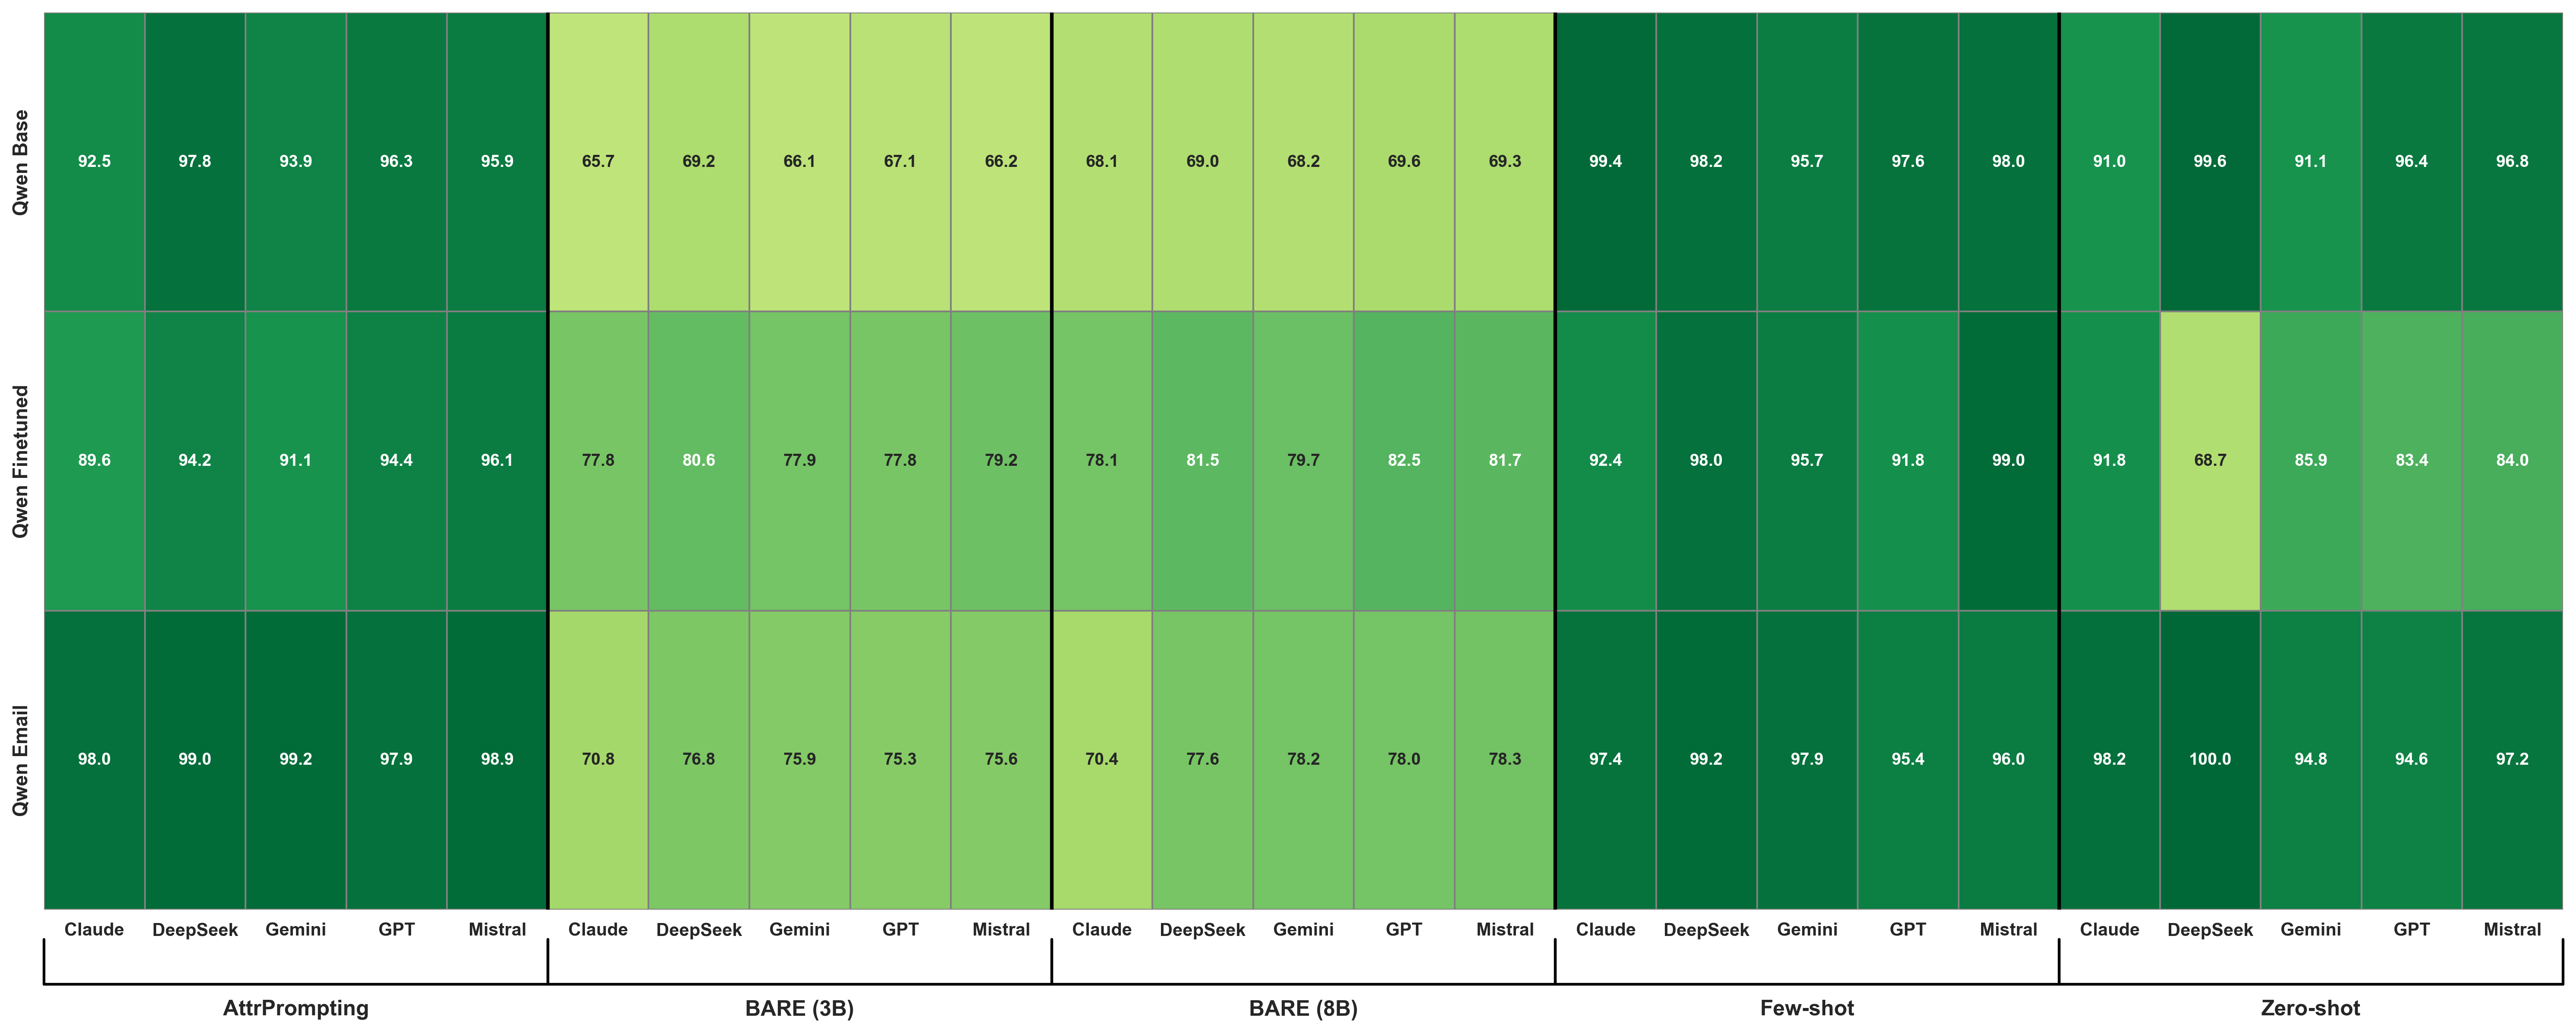 Qwen Base
92.5 97.8 93.9 96.3 95.9 65.7 69.2 66.1 67.1 66.2 68.1 69.0 68.2 69.6 69.3 99.4 98.2 95.7 97.6 98.0 91.0 99.6 91.1 96.4 96.8
Qwen Finetuned
89.6 94.2 91.1 94.4 96.1 77.8 80.6 77.9 77.8 79.2 78.1 81.5 79.7 82.5 81.7 92.4 98.0 95.7 91.8 99.0 91.8 68.7 85.9 83.4 84.0
Qwen Email
98.0 99.0 99.2 97.9 98.9 70.8 76.8 75.9 75.3 75.6 70.4 77.6 78.2 78.0 78.3 97.4 99.2 97.9 95.4 96.0 98.2 100.0 94.8 94.6 97.2
Claude DeepSeek Gemini GPT Mistral Claude DeepSeek Gemini GPT Mistral Claude DeepSeek Gemini GPT Mistral Claude DeepSeek Gemini GPT Mistral Claude DeepSeek Gemini GPT Mistral
AttrPrompting BARE (3B) BARE (8B) Few-shot Zero-shot